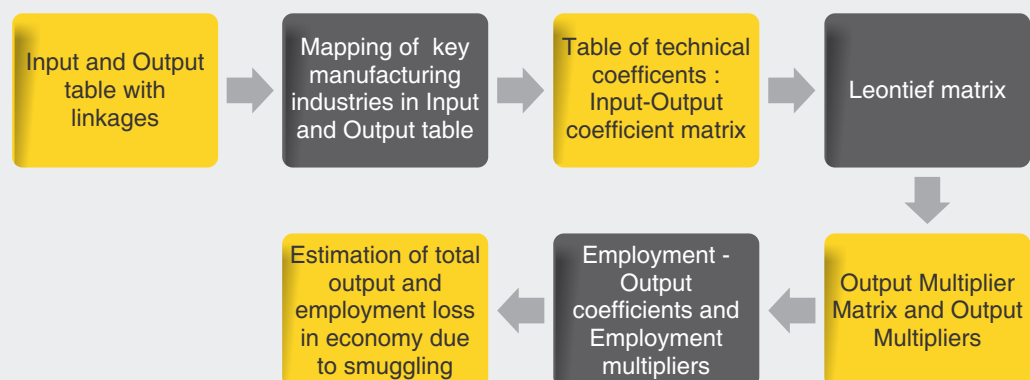 Input and Output
table with
linkages
Mapping of key
manufacturing
industries in Input
and Output table
Table of technical
coefficents :
Input-Output
coefficient matrix
Leontief matrix
Output Multiplier
Matrix and Output
Multipliers
Employment -
Output
coefficients and
Employment
multipliers
Estimation of total
output and
employment loss
in economy due
to smuggling